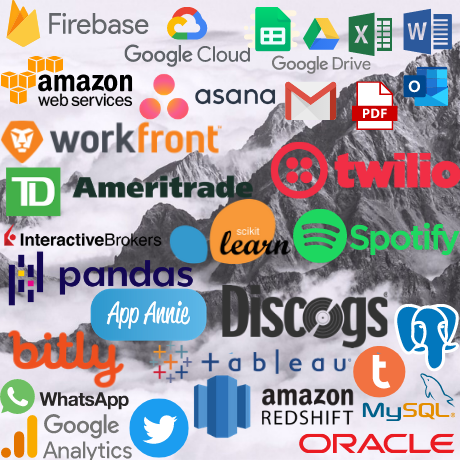 Firebase
Google Cloud
Google Drive
X
W
amazon
web services
asana
O
PDF
workfront
twilio
TD Ameritrade
InteractiveBrokers
scikit
learn
Spotify
pandas
App Annie
Discogs
bitly
+ a b l e a u
t
WhatsApp
amazon
REDSHIFT
MySQL
Google
Analytics
ORACLE